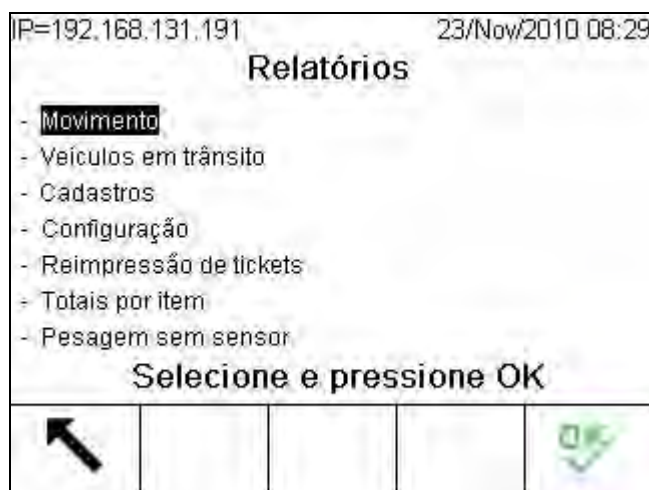 IP=192.168.131.191 23/Nov/2010 08:29
Relatórios
- Movimento
- Veículos em trânsito
- Cadastros
- Configuração
- Reimpressão de tickets
- Totais por item
- Pesagem sem sensor
Selecione e pressione OK
OK